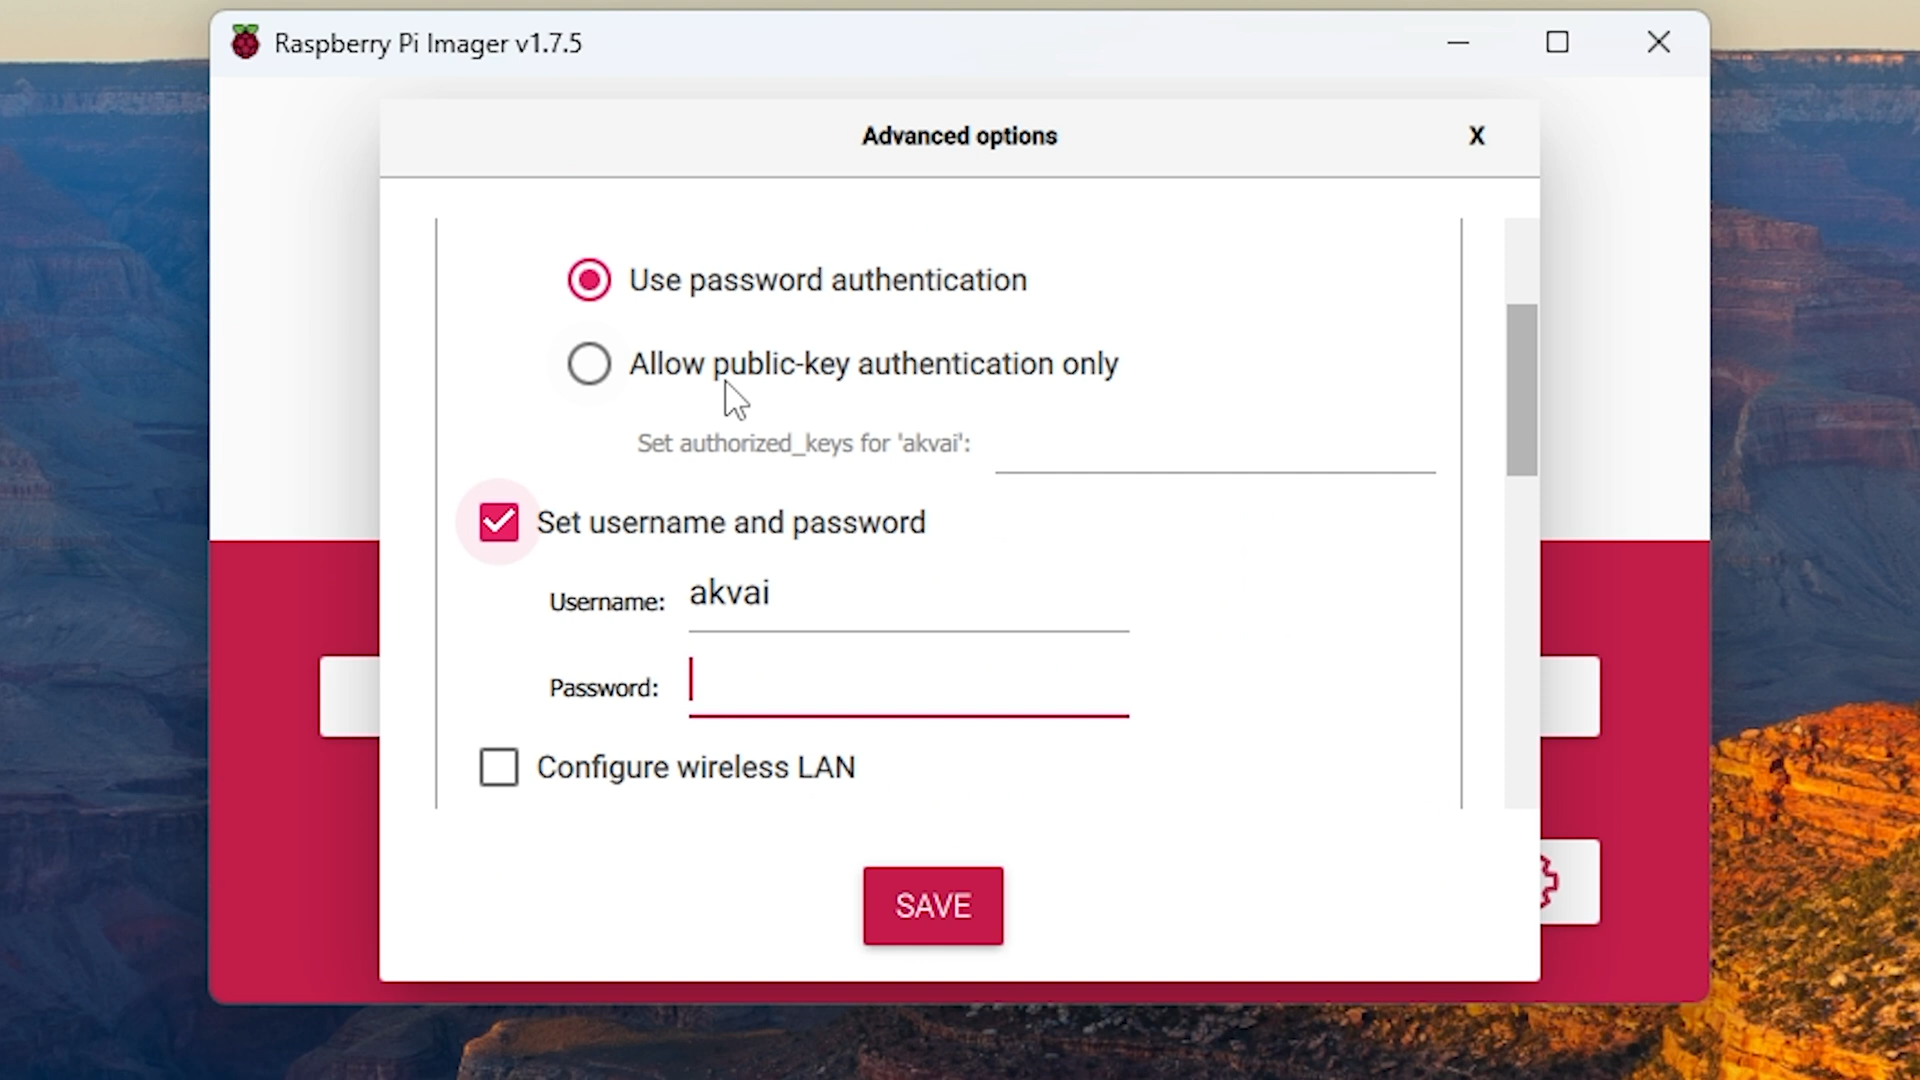 Raspberry Pi Imager v1.7.5
Advanced options
X
Use password authentication
Allow public-key authentication only
Set authorized_keys for 'akvai':
Set username and password
Username: akvai
Password:
Configure wireless LAN
SAVE